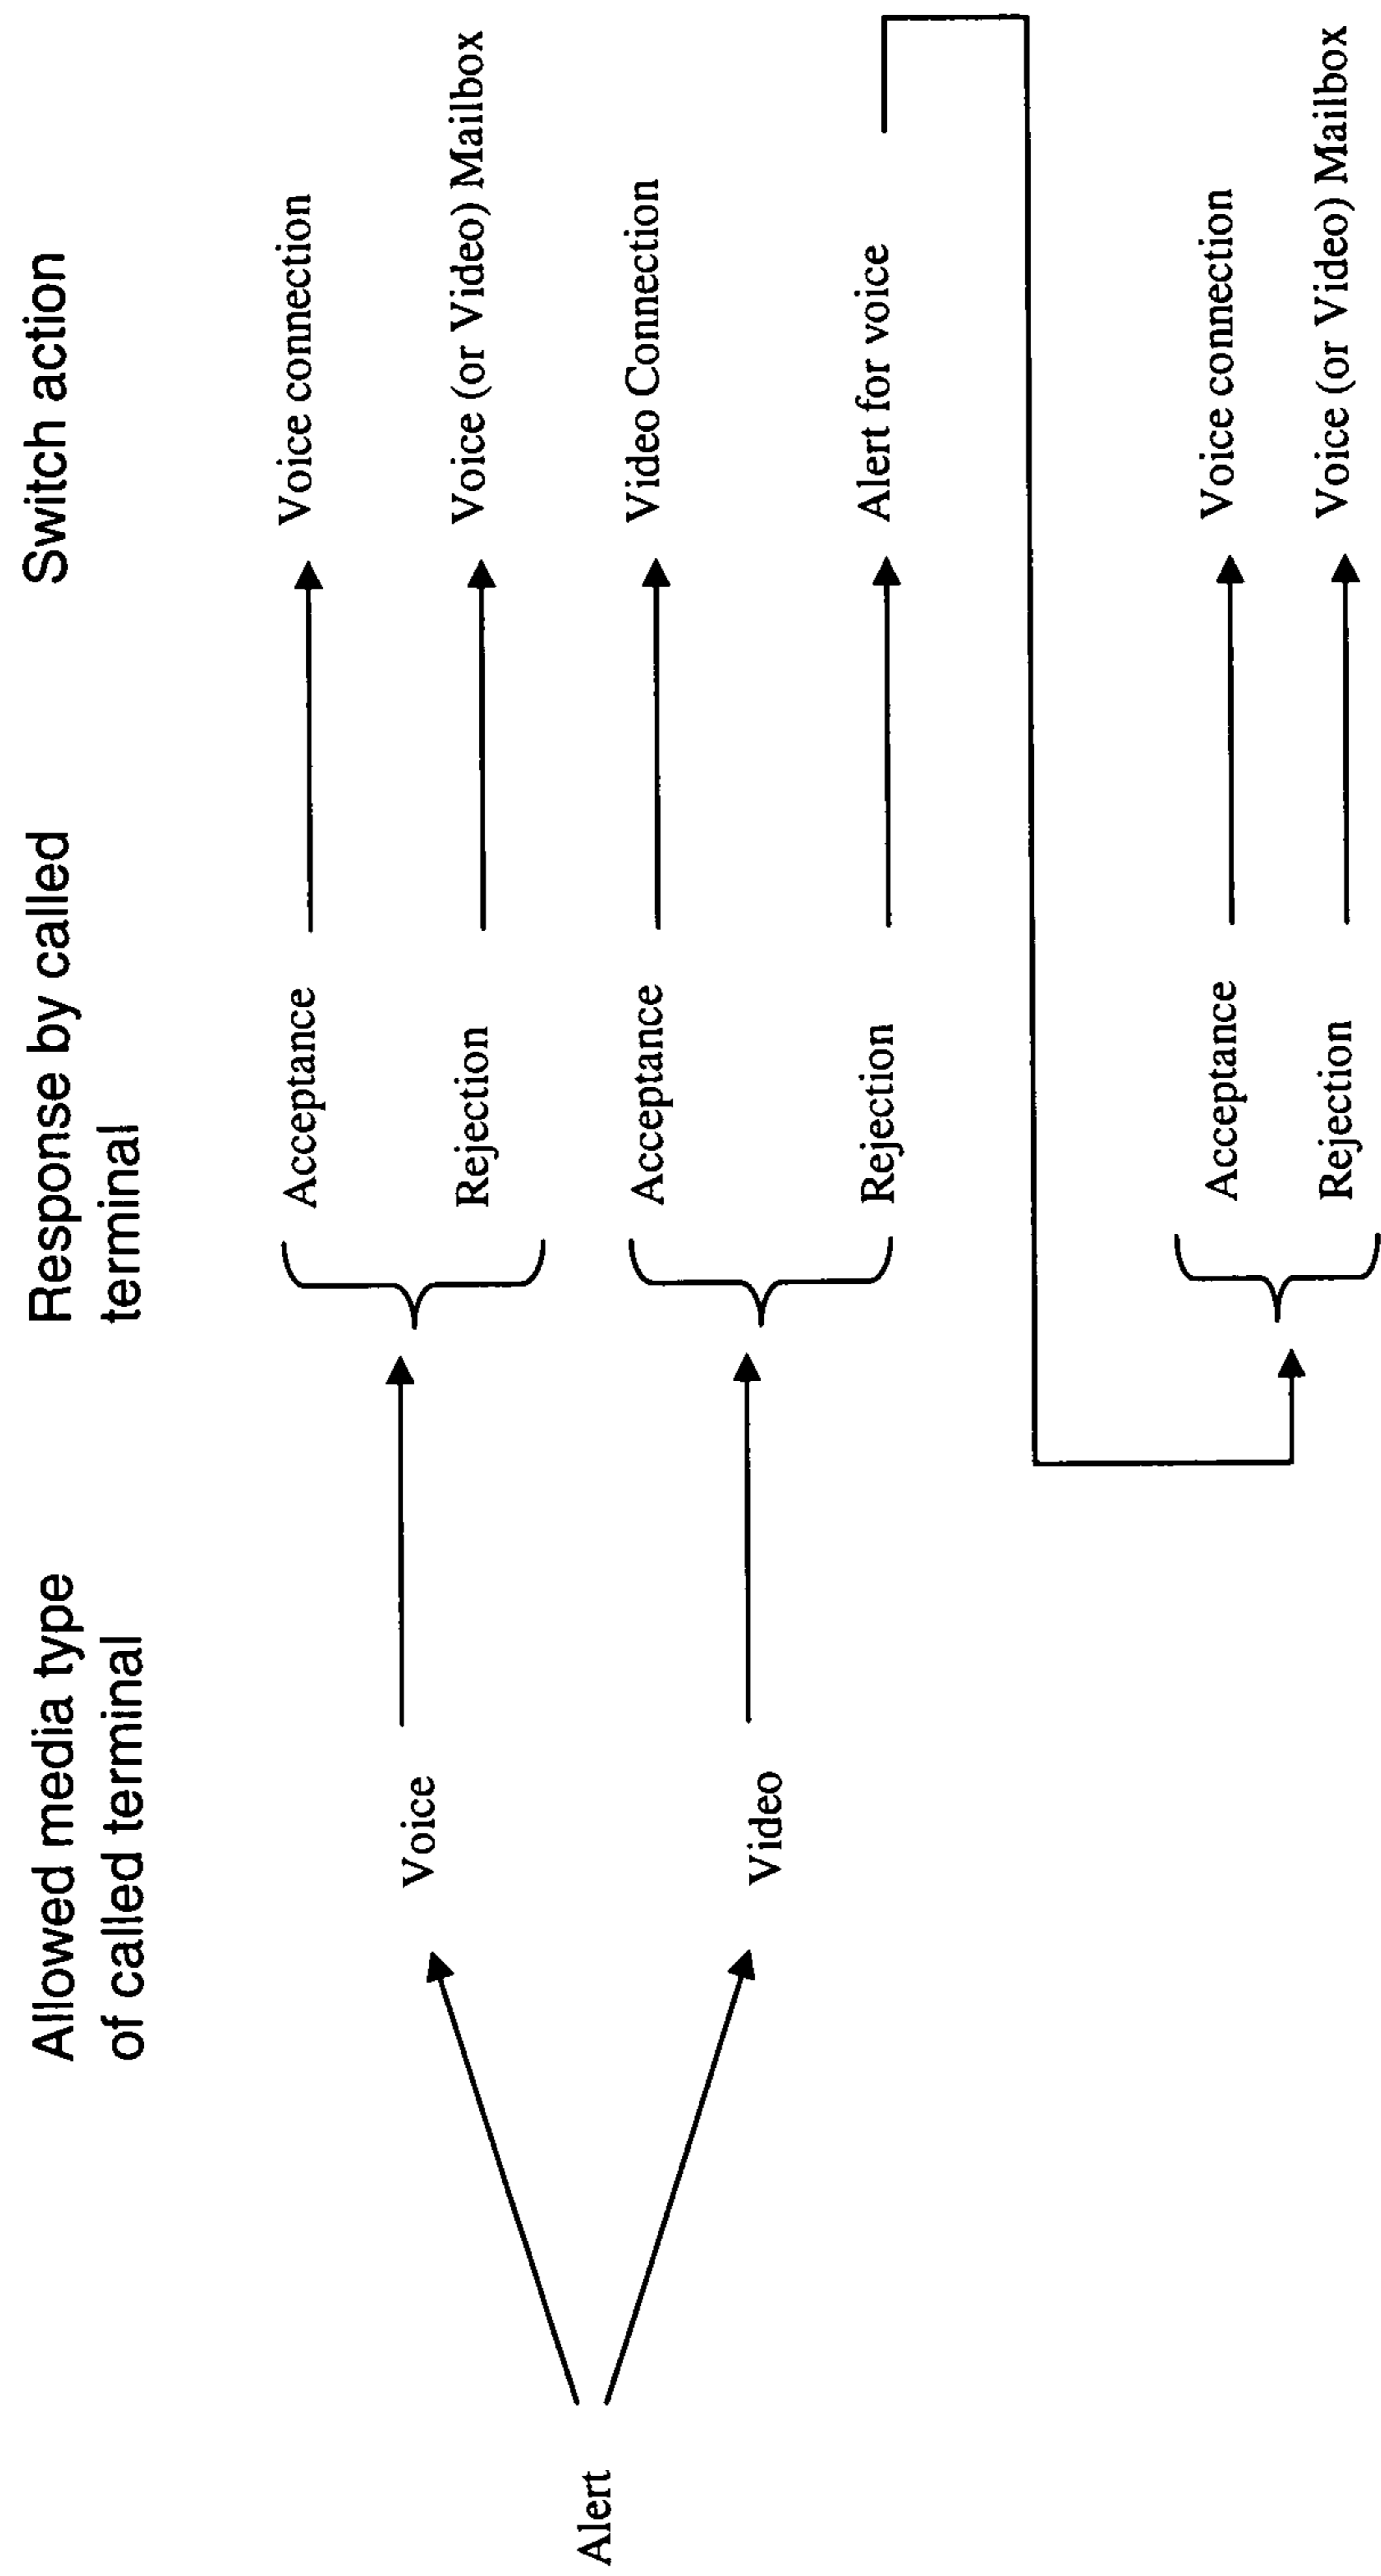 Allowed media type
of called terminal
Response by called
terminal
Switch action
Alert
Voice
Acceptance
Voice connection
Rejection
Voice (or Video) Mailbox
Video
Acceptance
Video Connection
Rejection
Alert for voice
Acceptance
Voice connection
Rejection
Voice (or Video) Mailbox